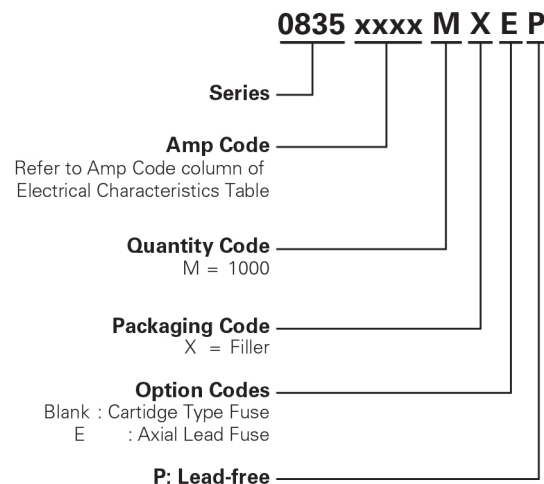 0835 xxxx M X E P
Series
Amp Code
Refer to Amp Code column of
Electrical Characteristics Table
Quantity Code
M = 1000
Packaging Code
X = Filler
Option Codes
Blank : Cartidge Type Fuse
E : Axial Lead Fuse
P: Lead-free